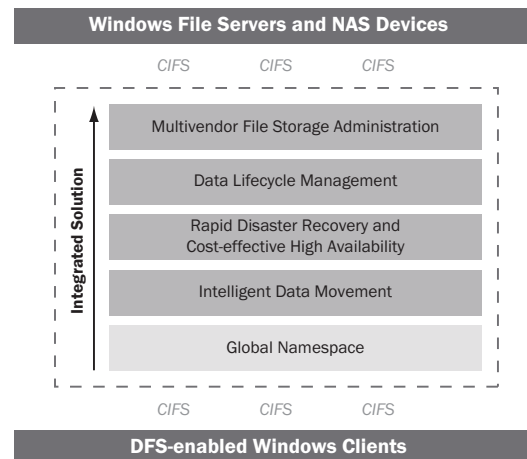 Windows File Servers and NAS Devices
CIFS CIFS CIFS
Integrated Solution
Multivendor File Storage Administration
Data Lifecycle Management
Rapid Disaster Recovery and
Cost-effective High Availability
Intelligent Data Movement
Global Namespace
CIFS CIFS CIFS
DFS-enabled Windows Clients